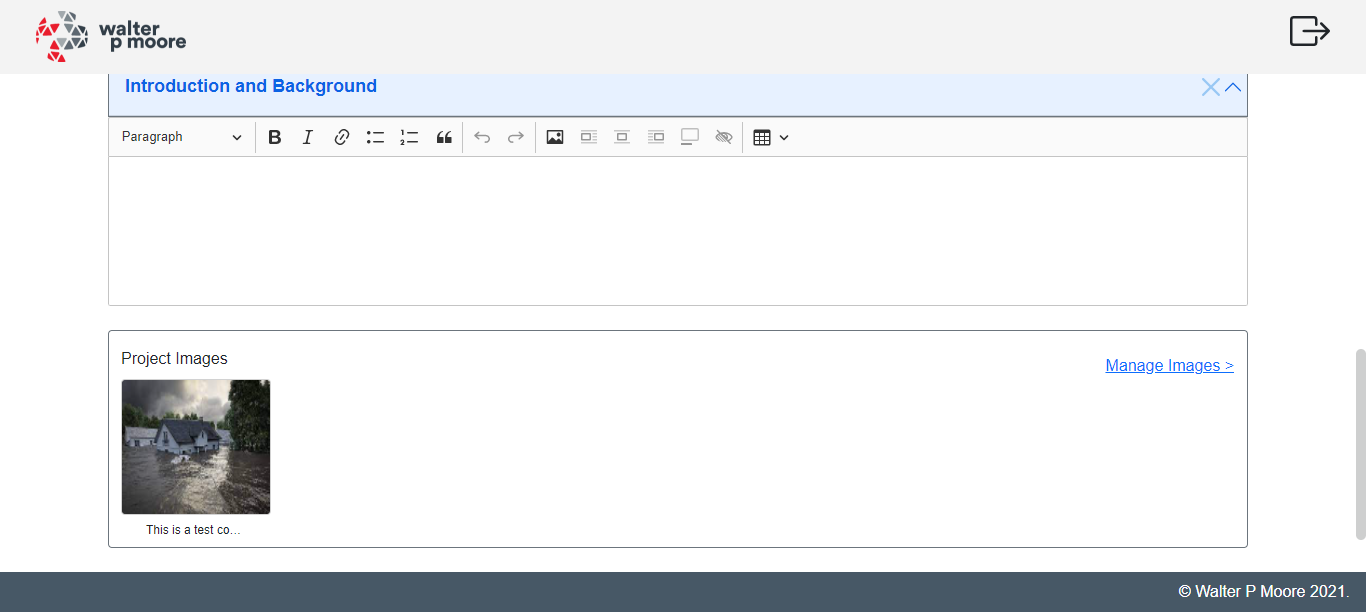 walter
p moore
Introduction and Background
Paragraph
Project Images
Manage Images >
This is a test co...
© Walter P Moore 2021.